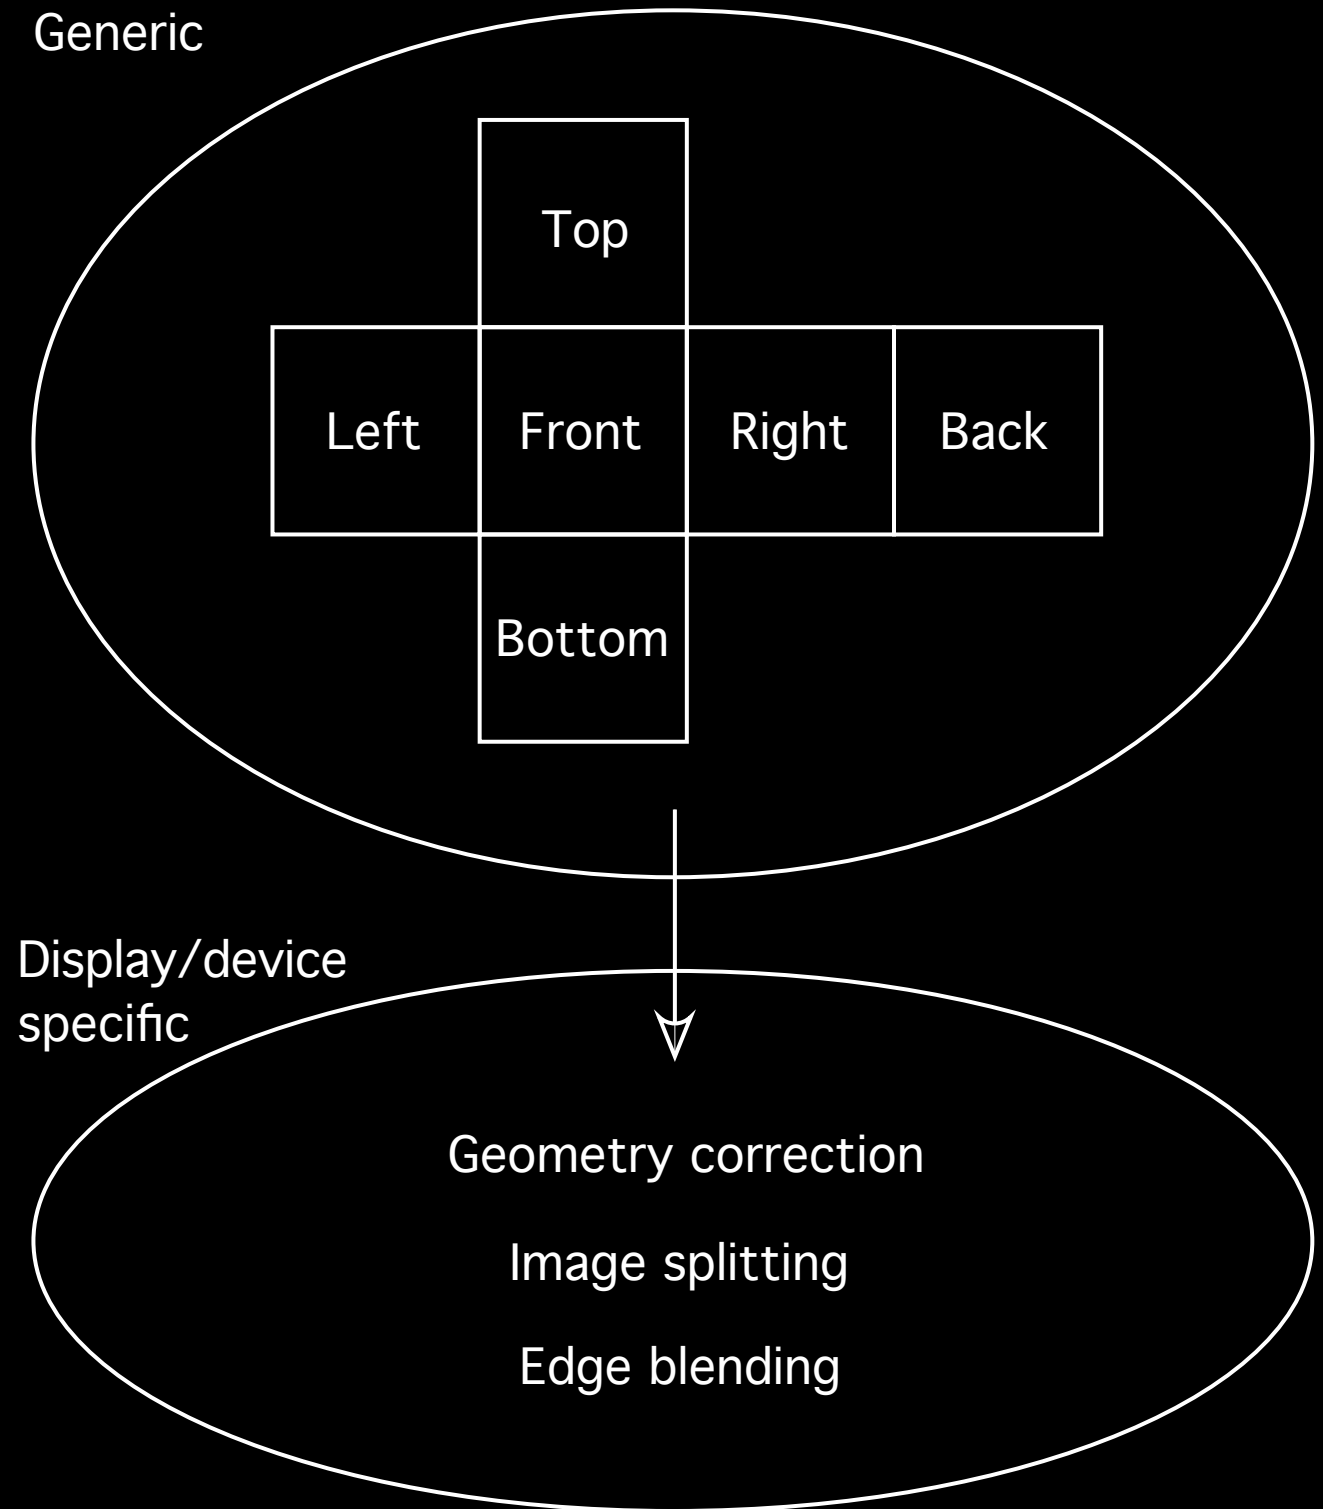 Generic
Top
Left Front Right Back
Bottom
Display/device
specific
Geometry correction
Image splitting
Edge blending